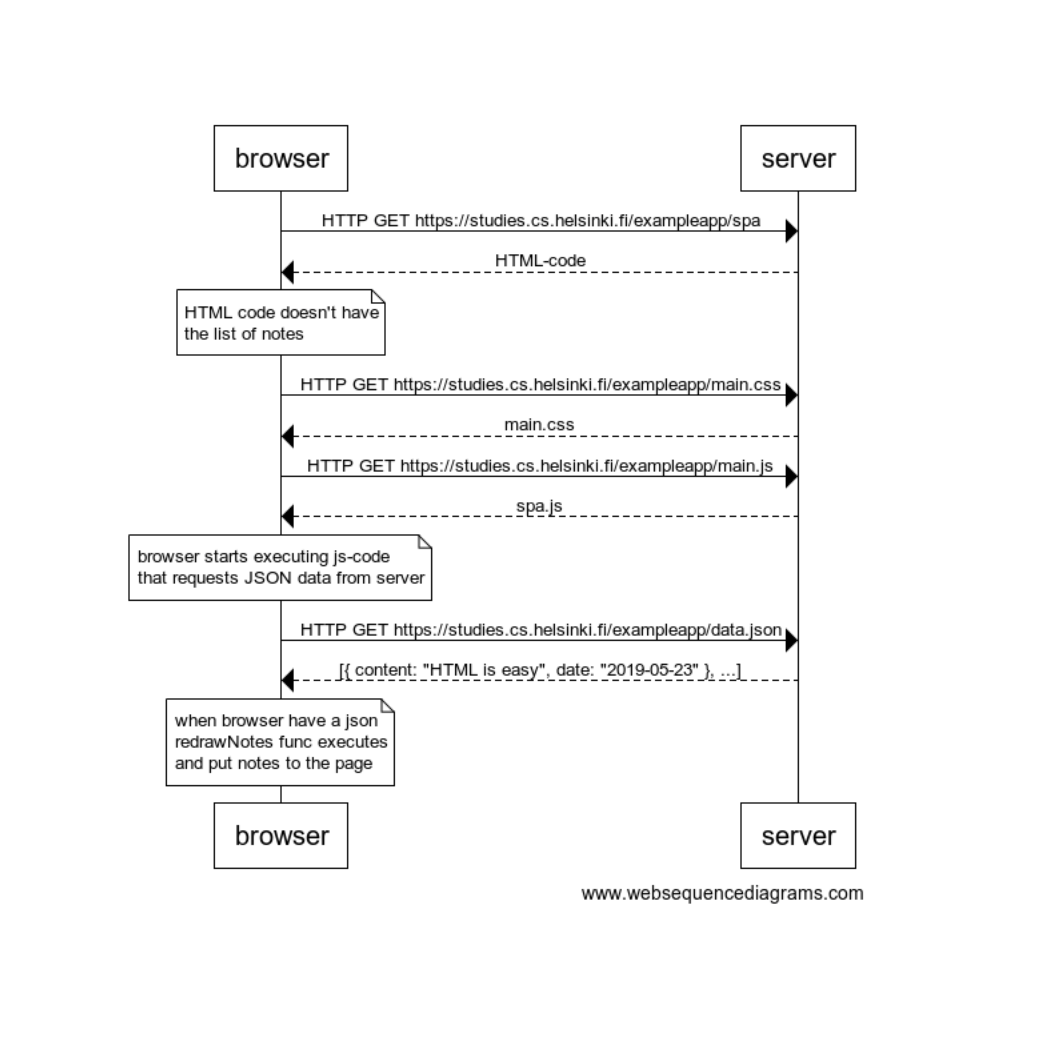 browser
server
HTTP GET https://studies.cs.helsinki.fi/exampleapp/spa
HTML-code
HTML code doesn't have
the list of notes
HTTP GET https://studies.cs.helsinki.fi/exampleapp/main.css
main.css
HTTP GET https://studies.cs.helsinki.fi/exampleapp/main.js
spa.js
browser starts executing js-code
that requests JSON data from server
HTTP GET https://studies.cs.helsinki.fi/exampleapp/data.json
[{ content: "HTML is easy", date: "2019-05-23" }, ...]
when browser have a json
redrawNotes func executes
and put notes to the page
browser
server
www.websequencediagrams.com